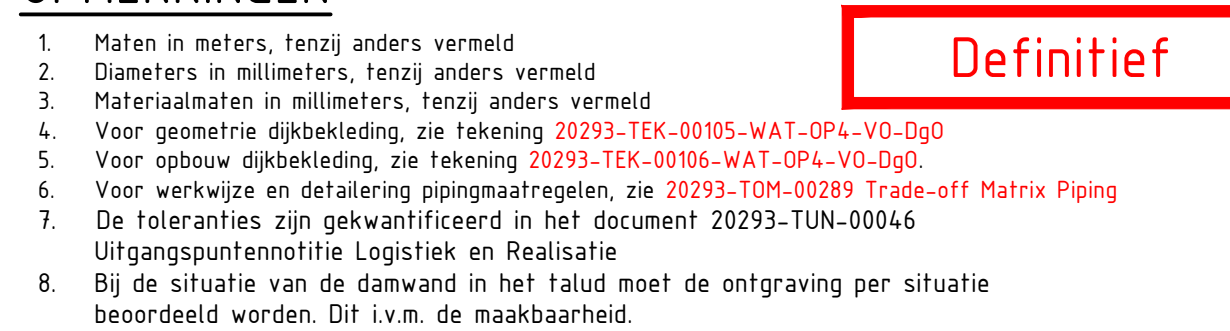 OPMERKINGEN
Definitief
1. Maten in meters, tenzij anders vermeld
2. Diameters in millimeters, tenzij anders vermeld
3. Materiaalmaten in millimeters, tenzij anders vermeld
4. Voor geometrie dijkbekleding, zie tekening 20293-TEK-00105-WAT-OP4-VO-DgO
5. Voor opbouw dijkbekleding, zie tekening 20293-TEK-00106-WAT-OP4-VO-DgO.
6. Voor werkwijze en detailering pipingmaatregelen, zie 20293-TOM-00289 Trade-off Matrix Piping
7. De toleranties zijn gekwantificeerd in het document 20293-TUN-00046
Uitgangspuntennotitie Logistiek en Realisatie
8. Bij de situatie van de damwand in het talud moet de ontgraving per situatie
beoordeeld worden. Dit i.v.m. de maakbaarheid.